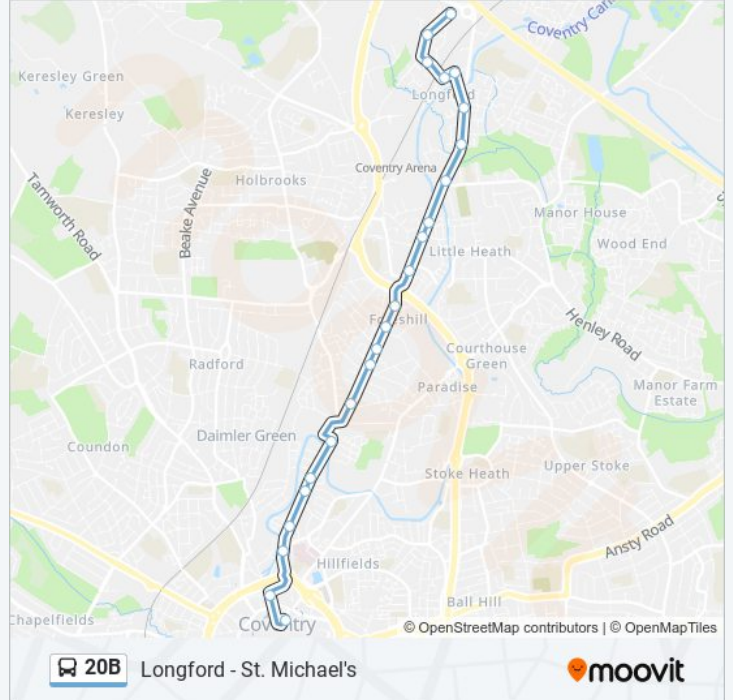 Coventry Can
Keresley Green
Longford
Keresley
Coventry Arena
Tamworth Road
Beake Avenue
Holbrooks
Manor House
Wood End
Little Heath
Foleshill
Henley Road
Courthouse
Green
Radford
Paradise
Manor Farm
Estate
Daimler Green
Coundon
Upper Stoke
Stoke Heath
Ansty Road
Hillfields
Ball Hill
Chapelfields
Coventry
© OpenStreetMap contributors | © OpenMapTiles
20B
Longford - St. Michael's
moovit